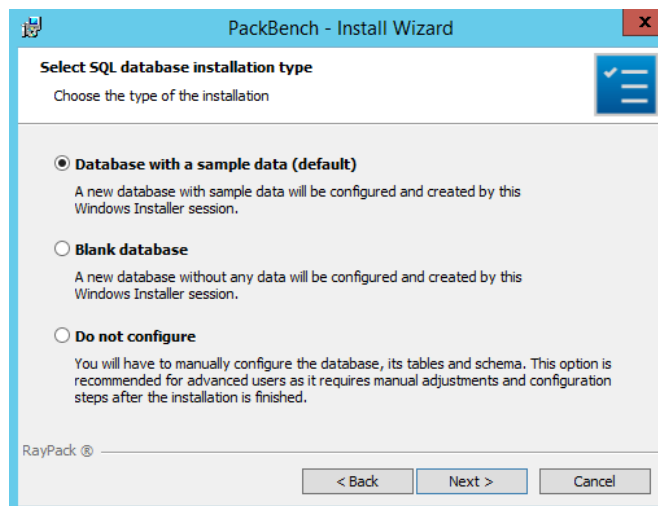 PackBench - Install Wizard
x
Select SQL database installation type
Choose the type of the installation
Database with a sample data (default)
A new database with sample data will be configured and created by this
Windows Installer session.
Blank database
A new database without any data will be configured and created by this
Windows Installer session.
Do not configure
You will have to manually configure the database, its tables and schema. This option is
recommended for advanced users as it requires manual adjustments and configuration
steps after the installation is finished.
RayPack ®
< Back Next > Cancel